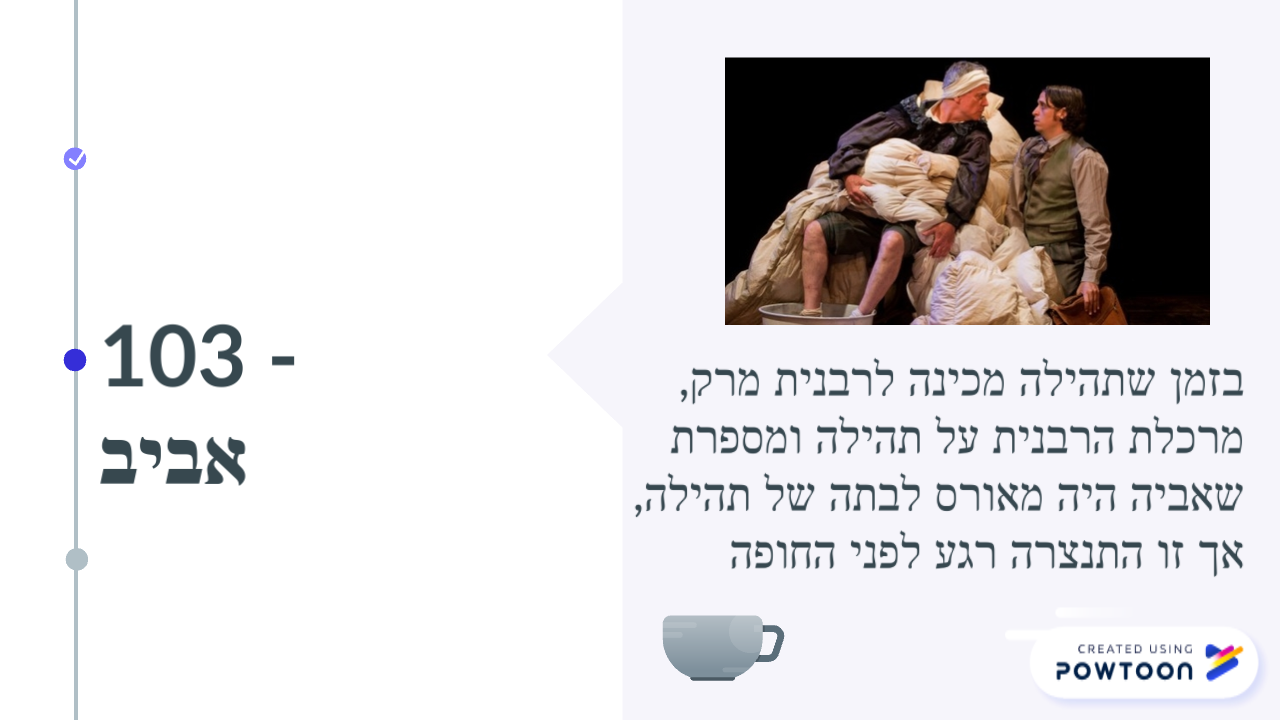 103 -
אביב
בזמן שתהילה מכינה לרבנית מרק,
מרכלת הרבנית על תהילה ומספרת
שאביה היה מאורס לבתה של תהילה,
אך זו התנצרה רגע לפני החופה
CREATED USING
POWTOON